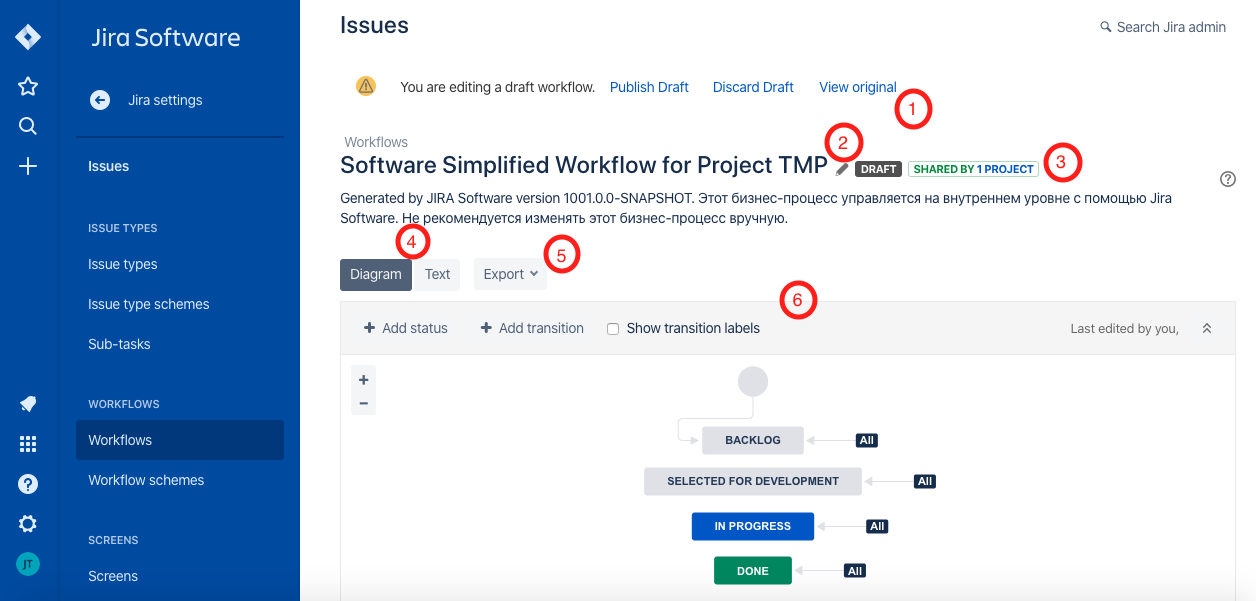 Jira Software
Jira settings
Issues
ISSUE TYPES
Issue types
Issue type schemes
Sub-tasks
WORKFLOWS
Workflows
Workflow schemes
SCREENS
Screens
JT
Issues
Search Jira admin
You are editing a draft workflow. Publish Draft Discard Draft View original
1
Workflows
2
Software Simplified Workflow for Project TMP DRAFT SHARED BY 1 PROJECT
3
Generated by JIRA Software version 1001.0.0-SNAPSHOT. Этот бизнес-процесс управляется на внутреннем уровне с помощью Jira
Software. Не рекомендуется изменять этот бизнес-процесс вручную.
4
5
Diagram Text Export
6
+ Add status + Add transition Show transition labels Last edited by you,
+
−
BACKLOG All
SELECTED FOR DEVELOPMENT All
IN PROGRESS All
DONE All